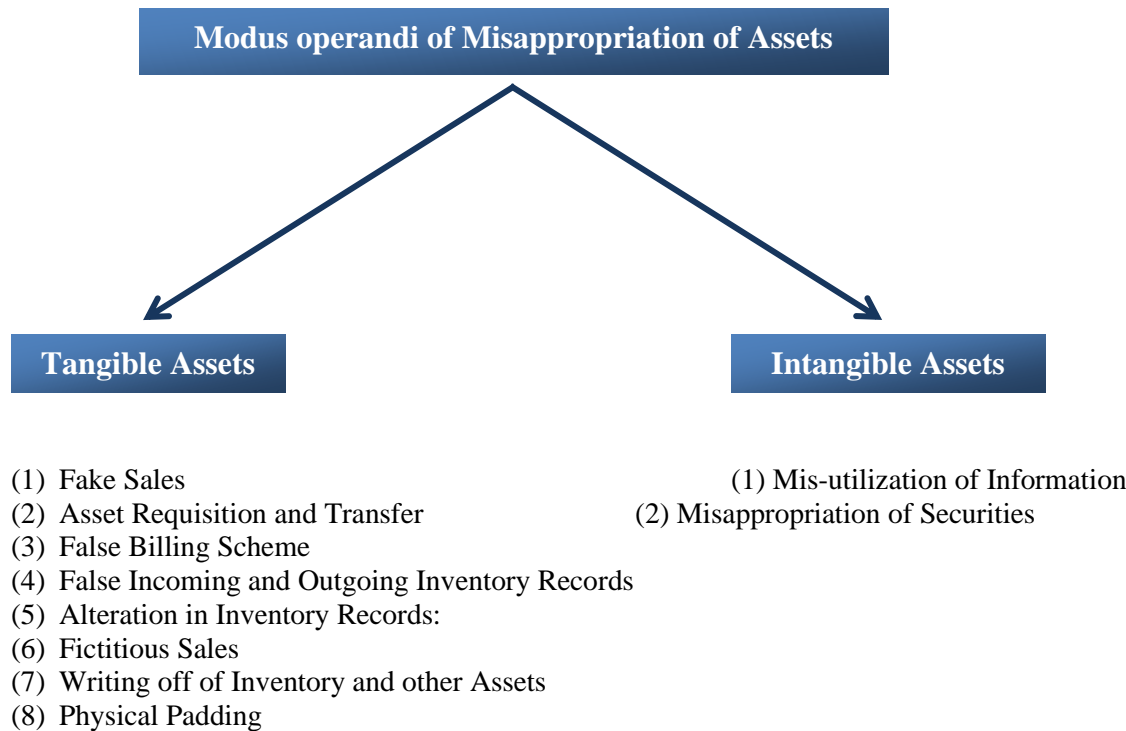 Modus operandi of Misappropriation of Assets
Tangible Assets
Intangible Assets
(1) Fake Sales
(1) Mis-utilization of Information
(2) Asset Requisition and Transfer
(2) Misappropriation of Securities
(3) False Billing Scheme
(4) False Incoming and Outgoing Inventory Records
(5) Alteration in Inventory Records:
(6) Fictitious Sales
(7) Writing off of Inventory and other Assets
(8) Physical Padding